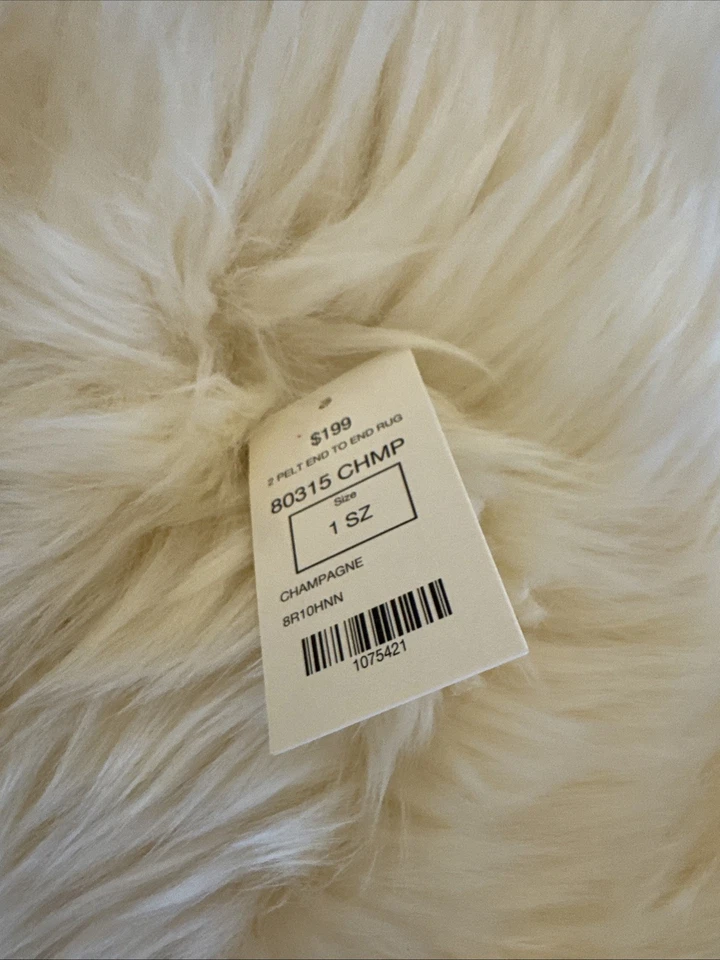 $199
2 PELT END TO END RUG
80315 CHMP
Size
1 SZ
CHAMPAGNE
8R10HNN
1075421